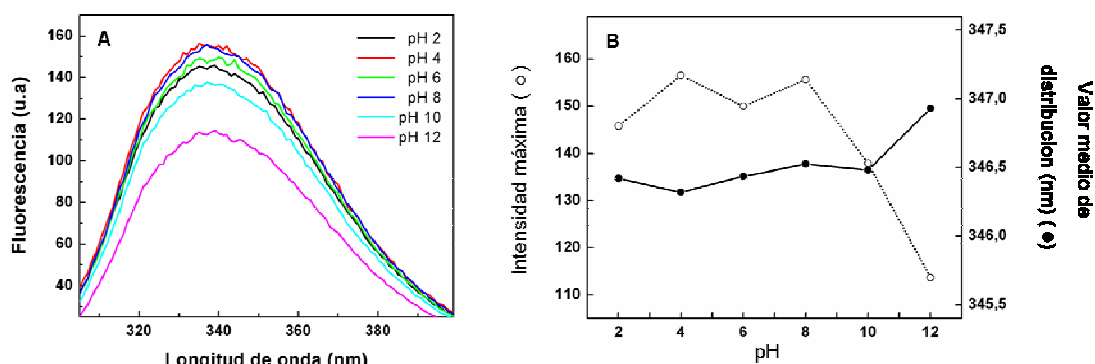 A
pH 2
pH 4
pH 6
pH 8
pH 10
pH 12
Fluorescencia (u.a)
160
140
120
100
80
60
40
320
340
360
380
Longitud de onda (nm)
B
Intensidad máxima ( ○ )
160
150
140
130
120
110
2
4
6
8
10
12
pH
347,5
347,0
346,5
346,0
345,5
Valor medio de
distribucion (nm) ( ● )